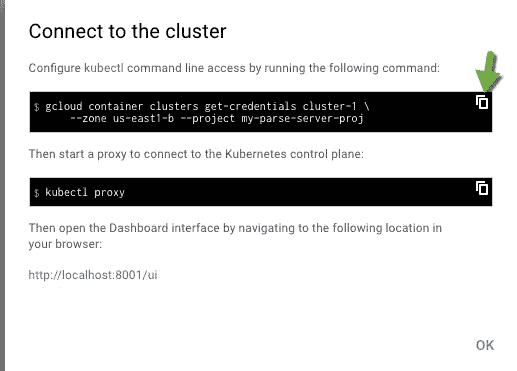 Connect to the cluster
Configure kubectl command line access by running the following command:
$ gcloud container clusters get-credentials cluster-1 \
--zone us-east1-b --project my-parse-server-proj
Then start a proxy to connect to the Kubernetes control plane:
$ kubectl proxy
Then open the Dashboard interface by navigating to the following location in
your browser:
http://localhost:8001/ui
OK